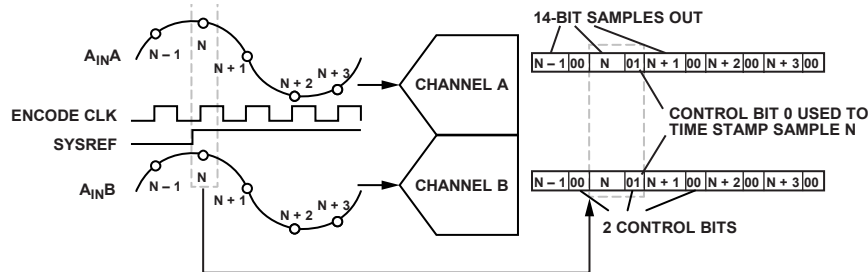 14-BIT SAMPLES OUT
AINA
N – 1
N
N + 1
N + 2
N + 3
CHANNEL A
N – 1 00 N 01 N + 1 00 N + 2 00 N + 3 00
ENCODE CLK
SYSREF
CONTROL BIT 0 USED TO
TIME STAMP SAMPLE N
AINB
N – 1
N
N + 1
N + 2
N + 3
CHANNEL B
N – 1 00 N 01 N + 1 00 N + 2 00 N + 3 00
2 CONTROL BITS